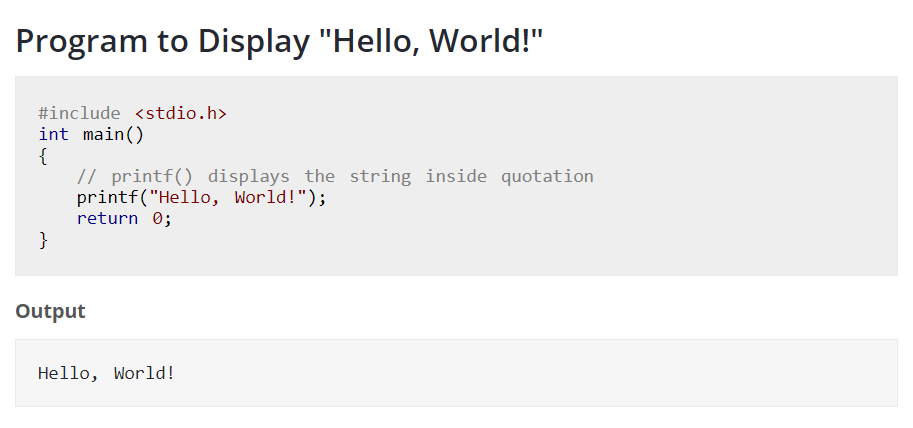 Program to Display "Hello, World!"
#include <stdio.h>
int main()
{
    // printf() displays the string inside quotation
    printf("Hello, World!");
    return 0;
}
Output
Hello, World!